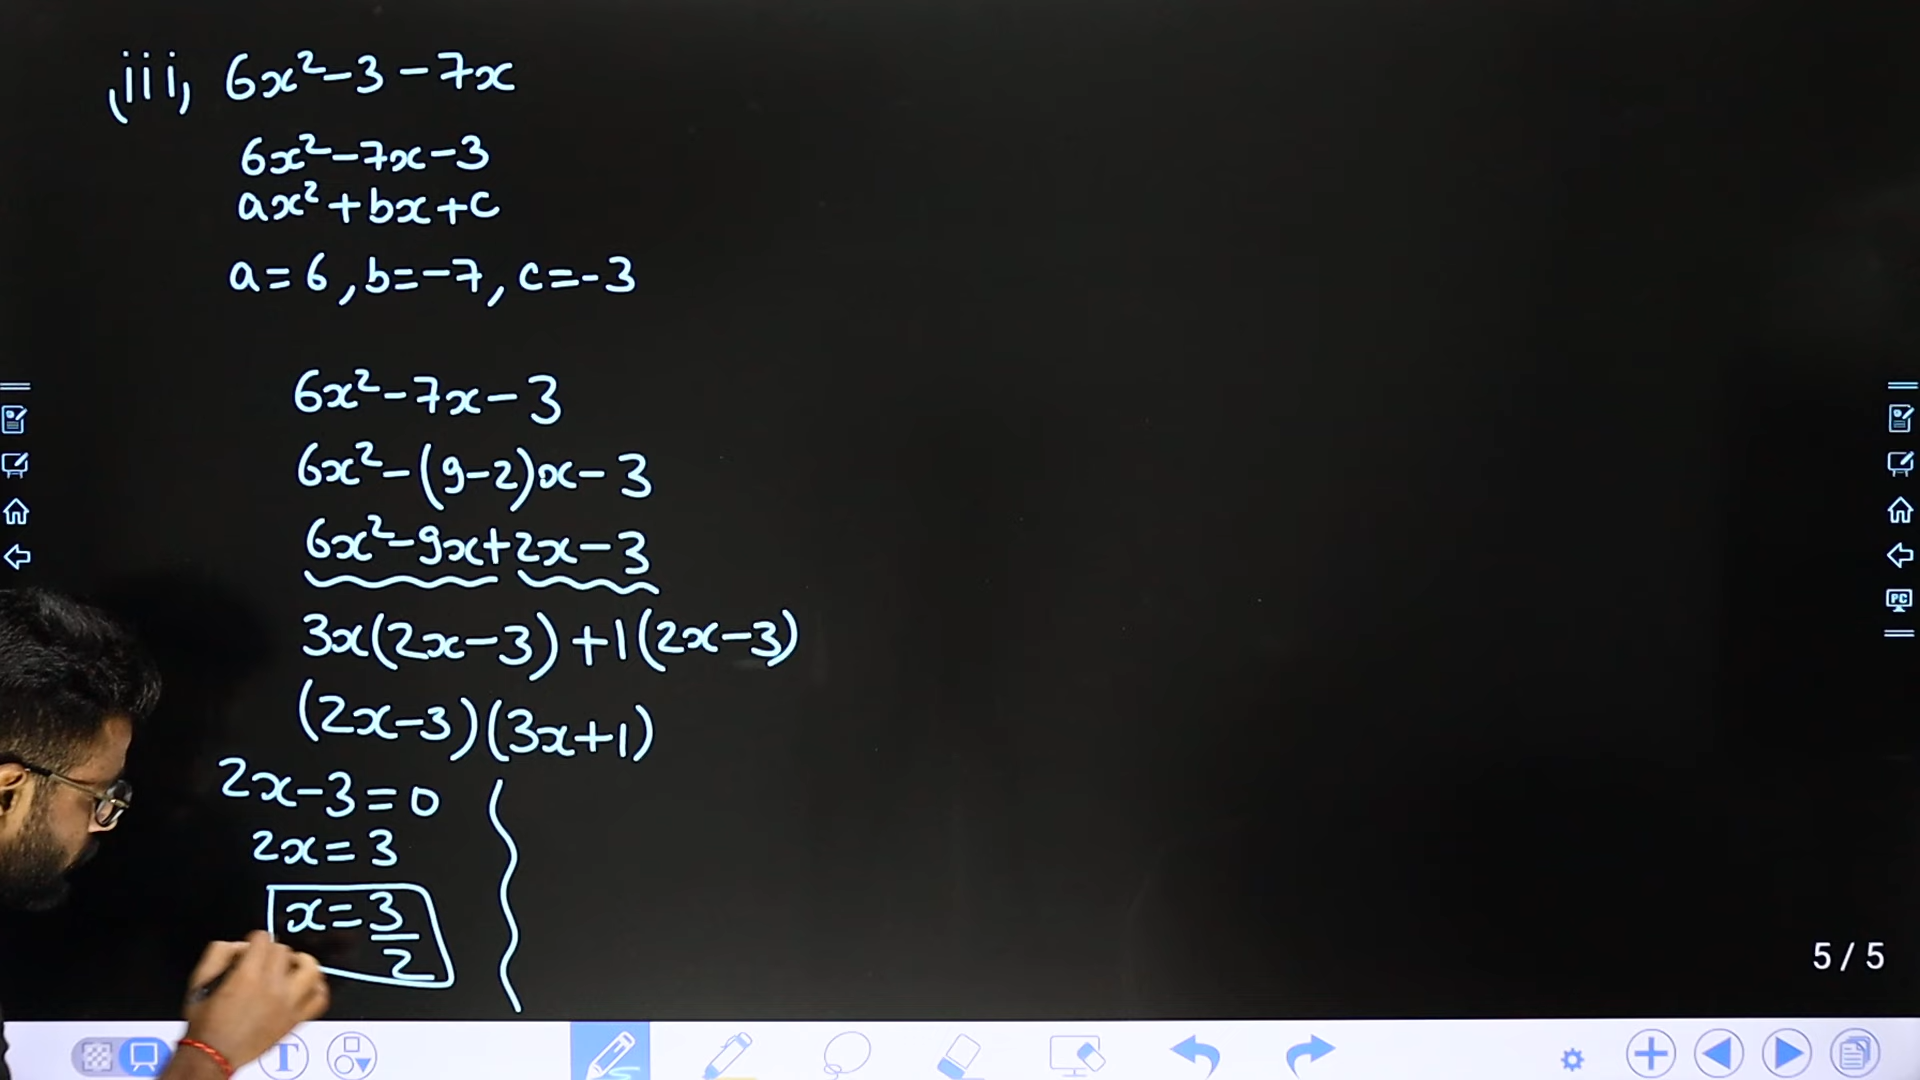 (iii, 6x²-3-7x
6x²-7x-3
ax²+bx+c
a=6, b=-7, c=-3
6x²-7x-3
6x²-(9-2)x-3
6x²-9x+2x-3
3x(2x-3)+1(2x-3)
(2x-3)(3x+1)
2x-3=0
2x=3
x=3/2
5/5
T
PC